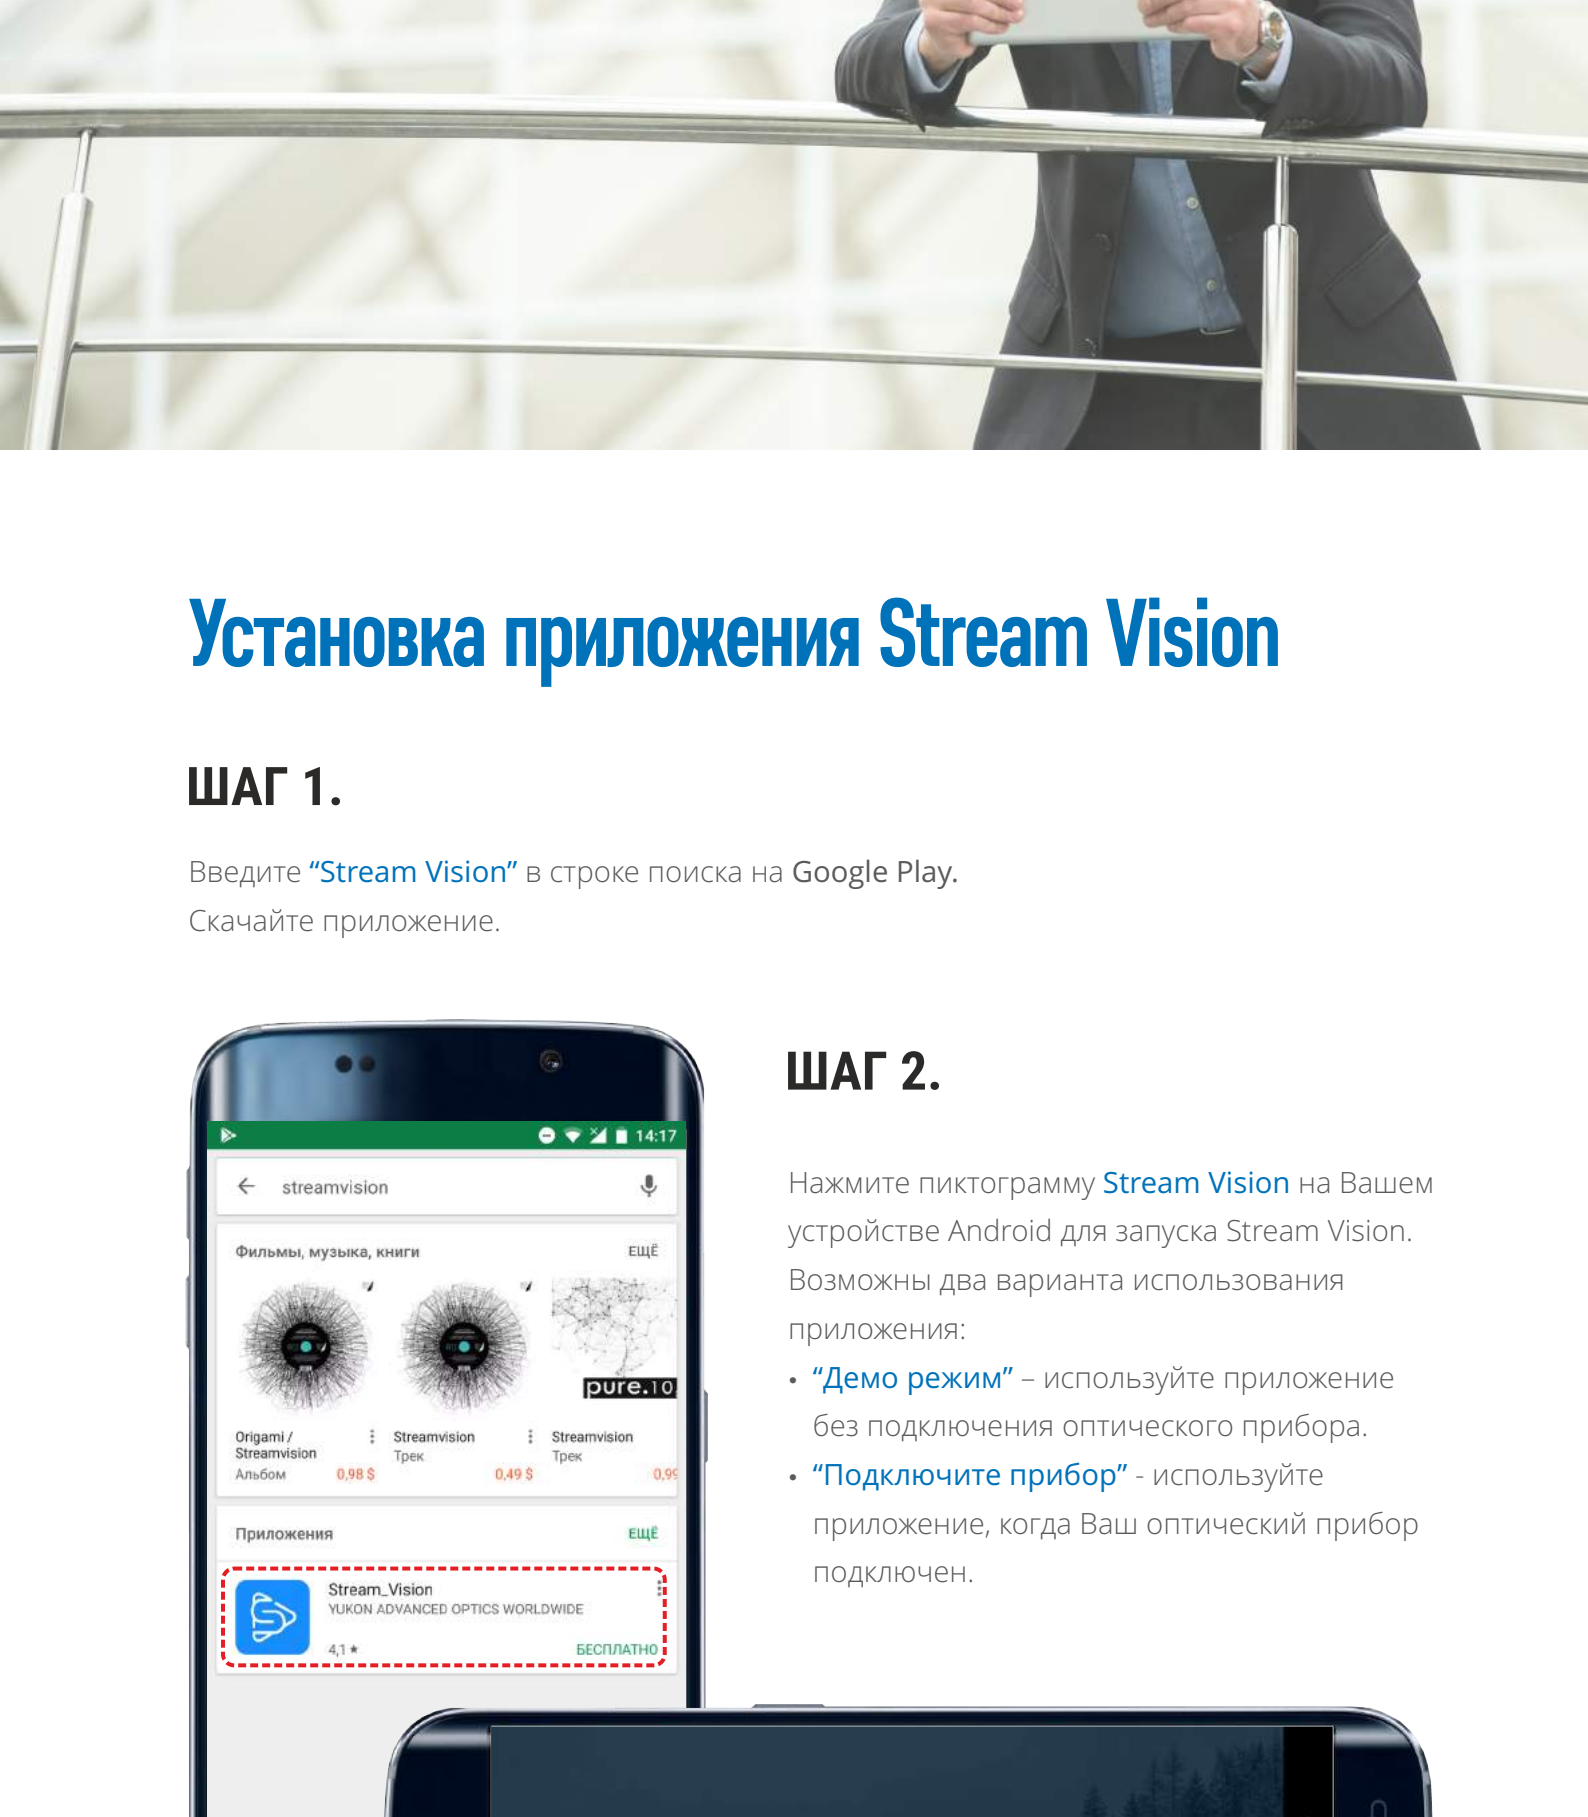 Установка приложения Stream Vision
ШАГ 1.
Введите “Stream Vision” в строке поиска на Google Play.
Скачайте приложение.
14:17
streamvision
Фильмы, музыка, книги ЕЩЁ
pure.10
Origami /
Streamvision
Альбом 0,98 $
Streamvision
Трек
0,49 $
Streamvision
Трек
0,99
Приложения ЕЩЁ
Stream_Vision
YUKON ADVANCED OPTICS WORLDWIDE
4,1 ★ БЕСПЛАТНО
ШАГ 2.
Нажмите пиктограмму Stream Vision на Вашем
устройстве Android для запуска Stream Vision.
Возможны два варианта использования
приложения:
• “Демо режим” – используйте приложение
без подключения оптического прибора.
• “Подключите прибор” - используйте
приложение, когда Ваш оптический прибор
подключен.